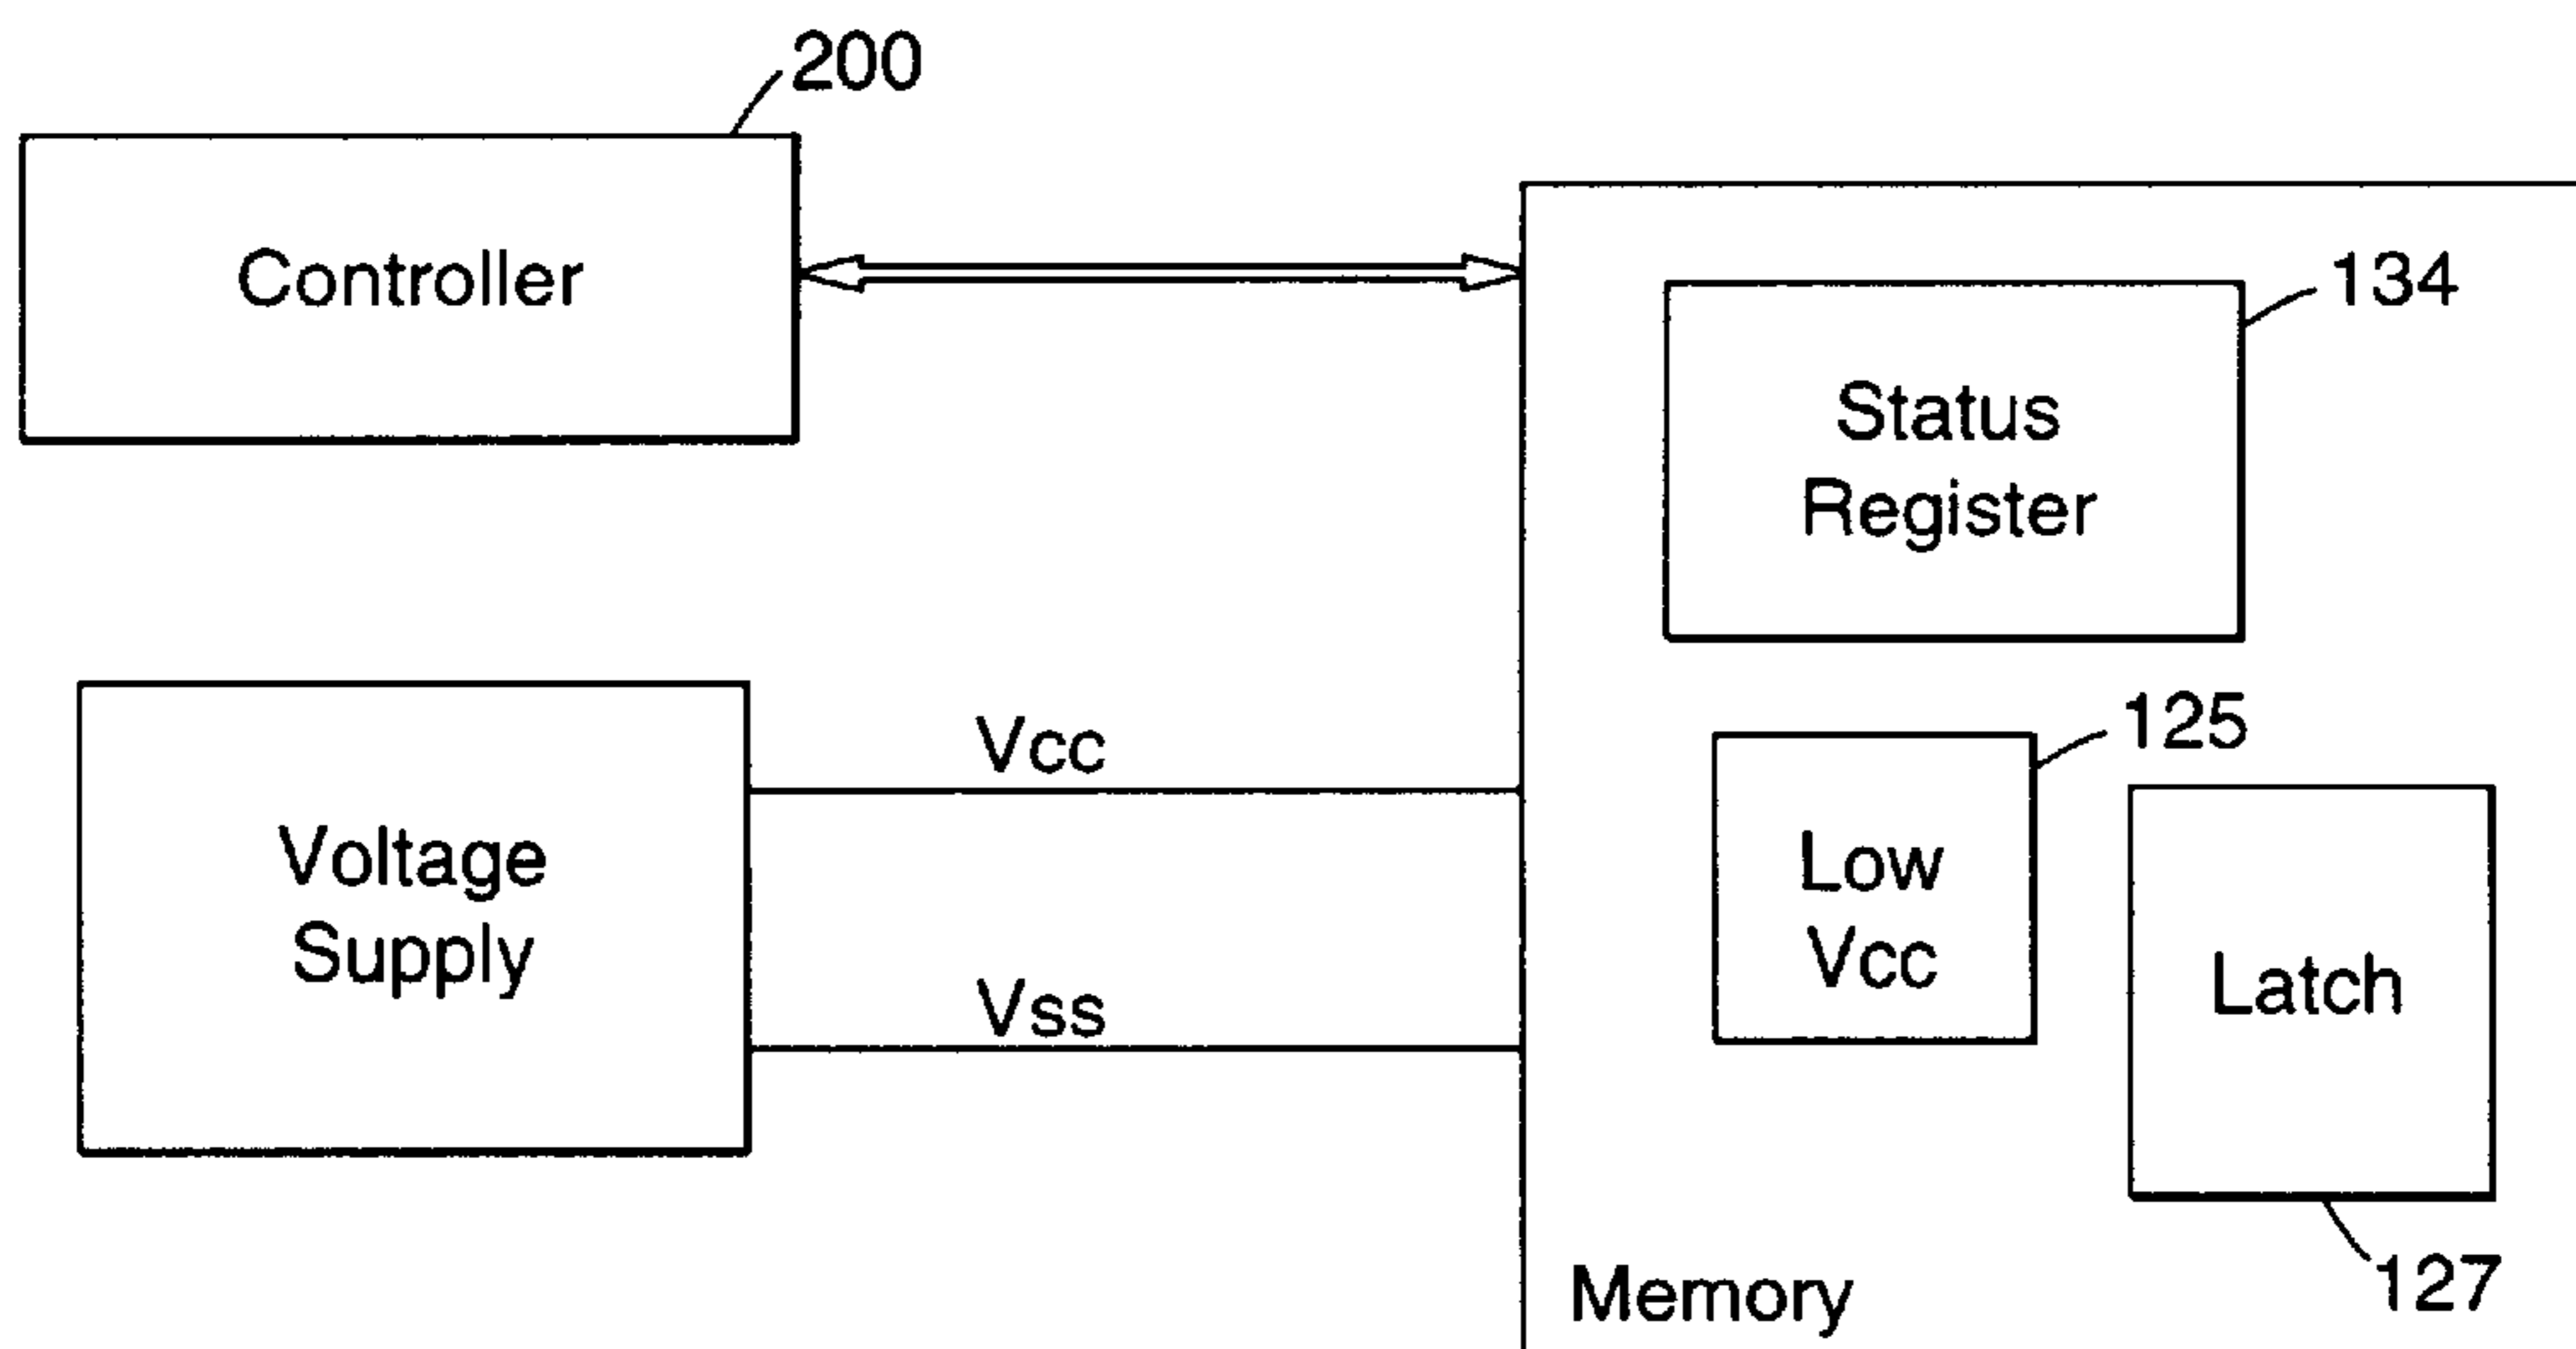 200
Controller
134
Status
Register
125
Vcc
Voltage
Supply
Low
Vcc
Latch
Vss
127
Memory